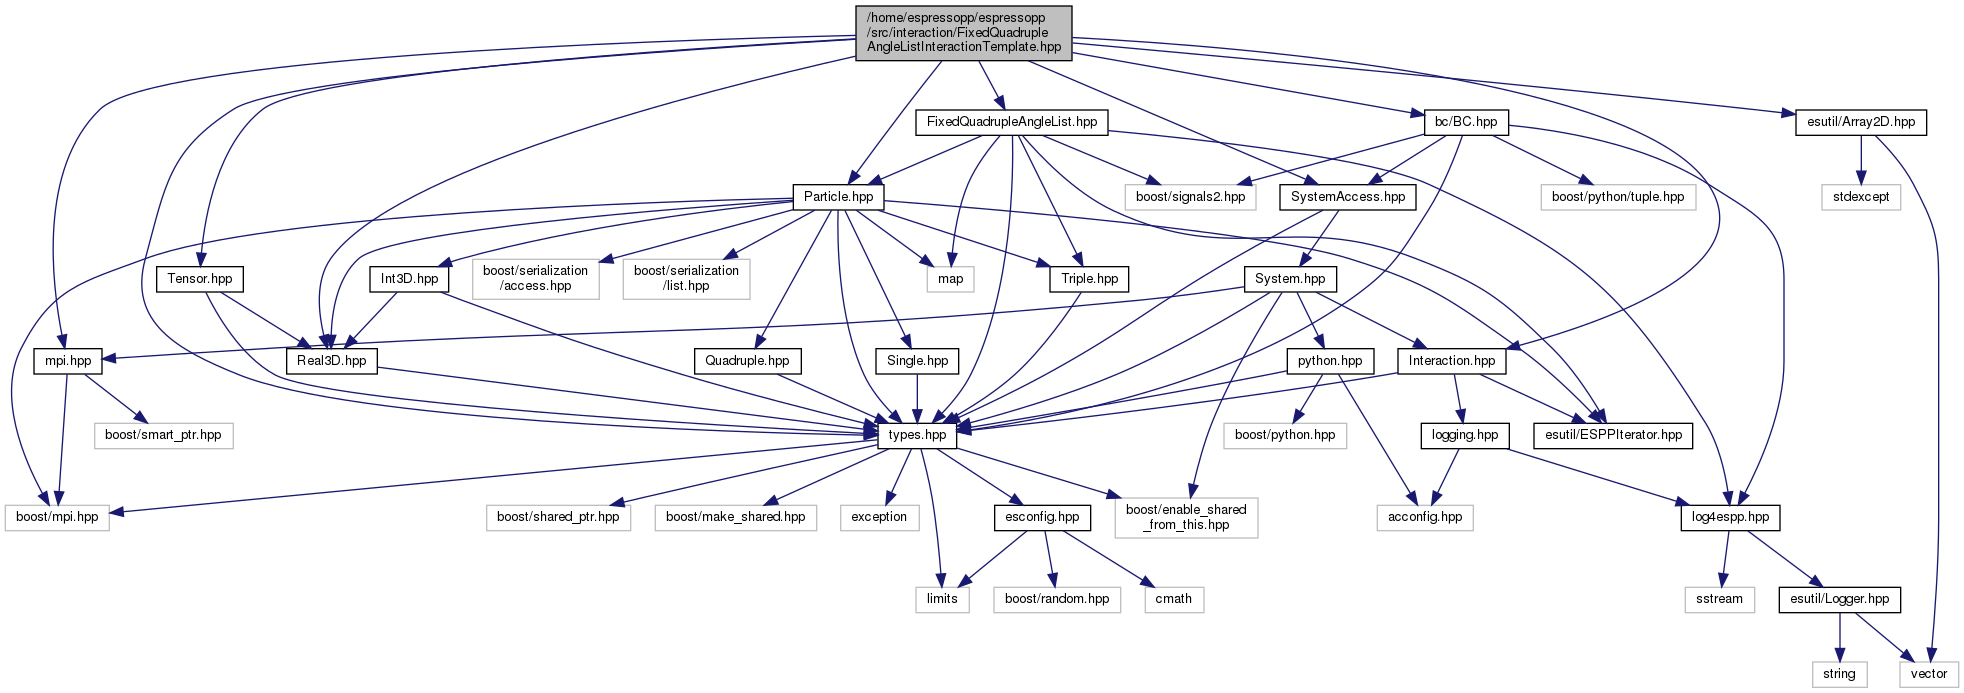 /home/espressopp/espressopp
/src/interaction/FixedQuadruple
AngleListInteractionTemplate.hpp
FixedQuadrupleAngleList.hpp
bc/BC.hpp
esutil/Array2D.hpp
Particle.hpp
boost/signals2.hpp
SystemAccess.hpp
boost/python/tuple.hpp
stdexcept
Tensor.hpp
Int3D.hpp
boost/serialization
/access.hpp
boost/serialization
/list.hpp
map
Triple.hpp
System.hpp
mpi.hpp
Real3D.hpp
Quadruple.hpp
Single.hpp
python.hpp
Interaction.hpp
boost/smart_ptr.hpp
types.hpp
boost/python.hpp
logging.hpp
esutil/ESPPIterator.hpp
boost/mpi.hpp
boost/shared_ptr.hpp
boost/make_shared.hpp
exception
esconfig.hpp
boost/enable_shared
_from_this.hpp
acconfig.hpp
log4espp.hpp
limits
boost/random.hpp
cmath
sstream
esutil/Logger.hpp
string
vector